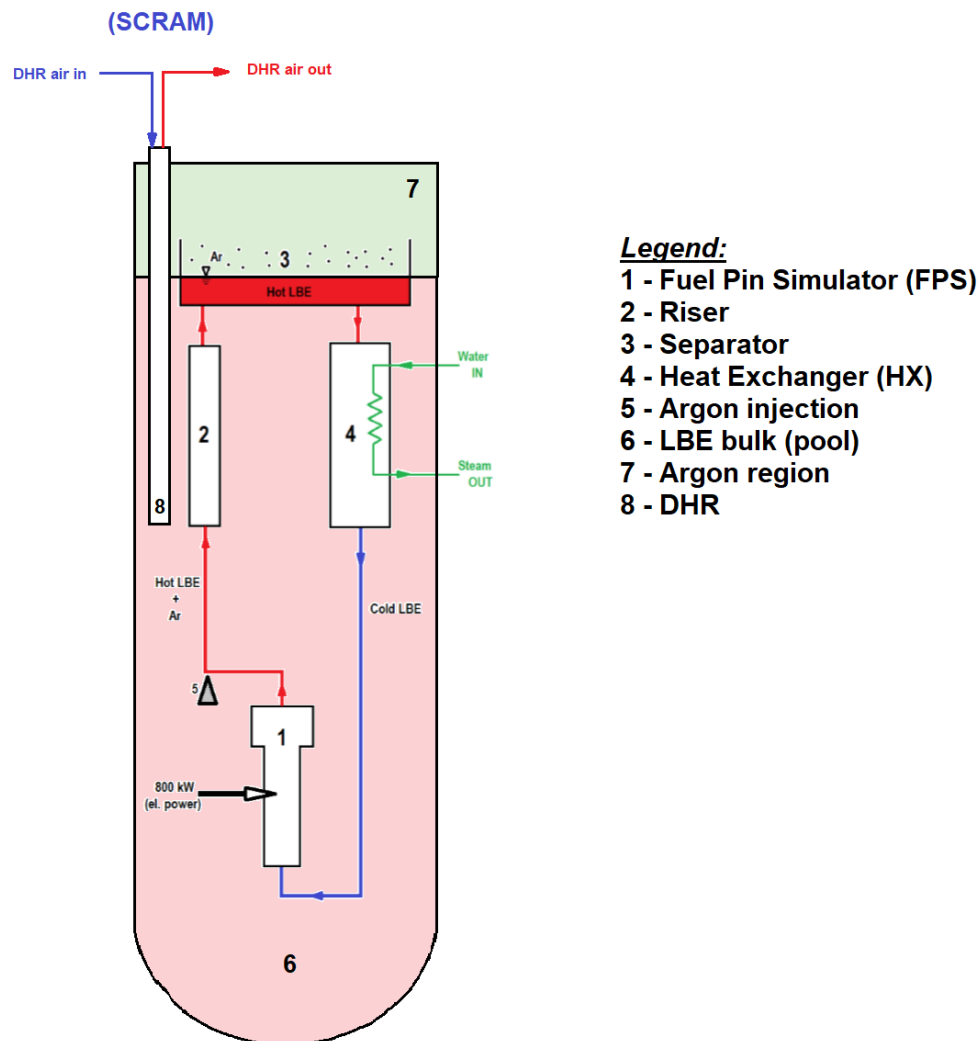 (SCRAM)
DHR air in
DHR air out
7
Ar
3
Hot LBE
Water
IN
2
4
Steam
OUT
8
Hot LBE
+
Ar
Cold LBE
5
1
800 kW
(el. power)
6
Legend:
1 - Fuel Pin Simulator (FPS)
2 - Riser
3 - Separator
4 - Heat Exchanger (HX)
5 - Argon injection
6 - LBE bulk (pool)
7 - Argon region
8 - DHR